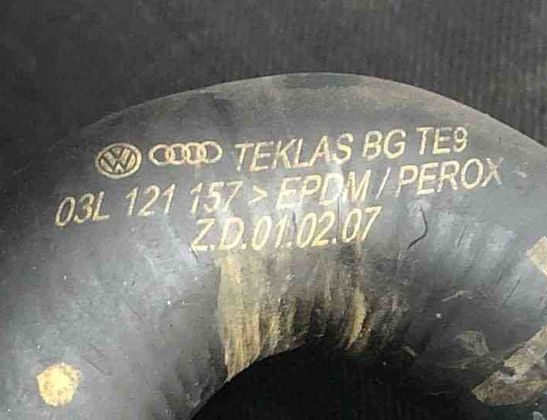 TEKLAS BG TE9
03L 121 157 > EPDM / PEROX
Z.D.01.02.07